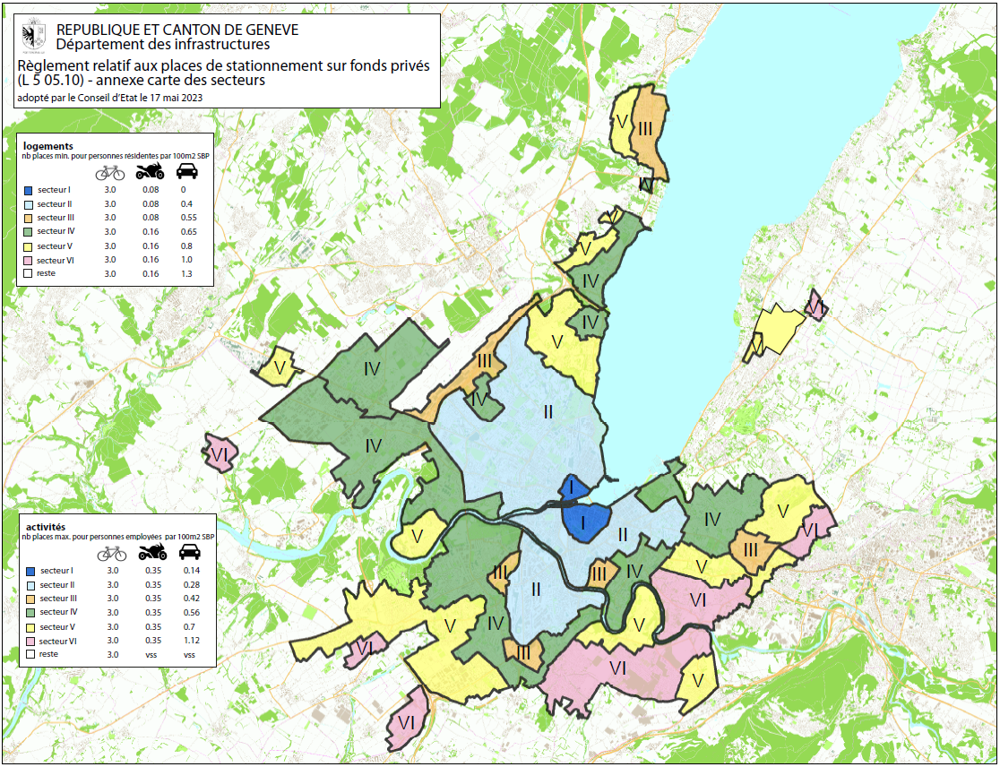 REPUBLIQUE ET CANTON DE GENEVE
Département des infrastructures
Règlement relatif aux places de stationnement sur fonds privés
(L 5 05.10) - annexe carte des secteurs
adopté par le Conseil d'Etat le 17 mai 2023
logements
nb places min. pour personnes résidentes par 100m2 SBP
secteur I 3.0 0.08 0
secteur II 3.0 0.08 0.4
secteur III 3.0 0.08 0.55
secteur IV 3.0 0.16 0.65
secteur V 3.0 0.16 0.8
secteur VI 3.0 0.16 1.0
reste 3.0 0.16 1.3
V III
IV
V
V
IV
VI
IV
V
V
III
IV
V
IV
II
IV
VI
I
I
IV
V
II
VI
V
III
III
III
IV
V
II
VI
V
IV
V
VI
III
VI
V
VI
activités
nb places max. pour personnes employées par 100m2 SBP
secteur I 3.0 0.35 0.14
secteur II 3.0 0.35 0.28
secteur III 3.0 0.35 0.42
secteur IV 3.0 0.35 0.56
secteur V 3.0 0.35 0.7
secteur VI 3.0 0.35 1.12
reste 3.0 vss vss